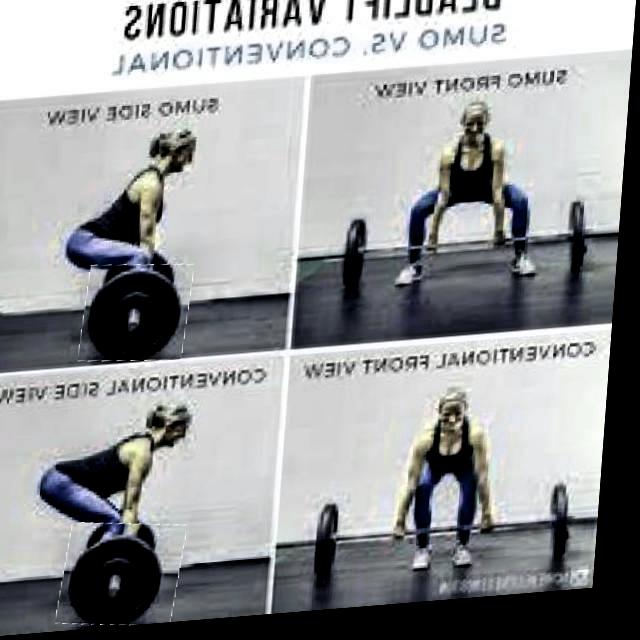 DEADLIFT VARIATIONS
SUMO VS. CONVENTIONAL
SUMO SIDE VIEW
SUMO FRONT VIEW
CONVENTIONAL SIDE VIEW
CONVENTIONAL FRONT VIEW